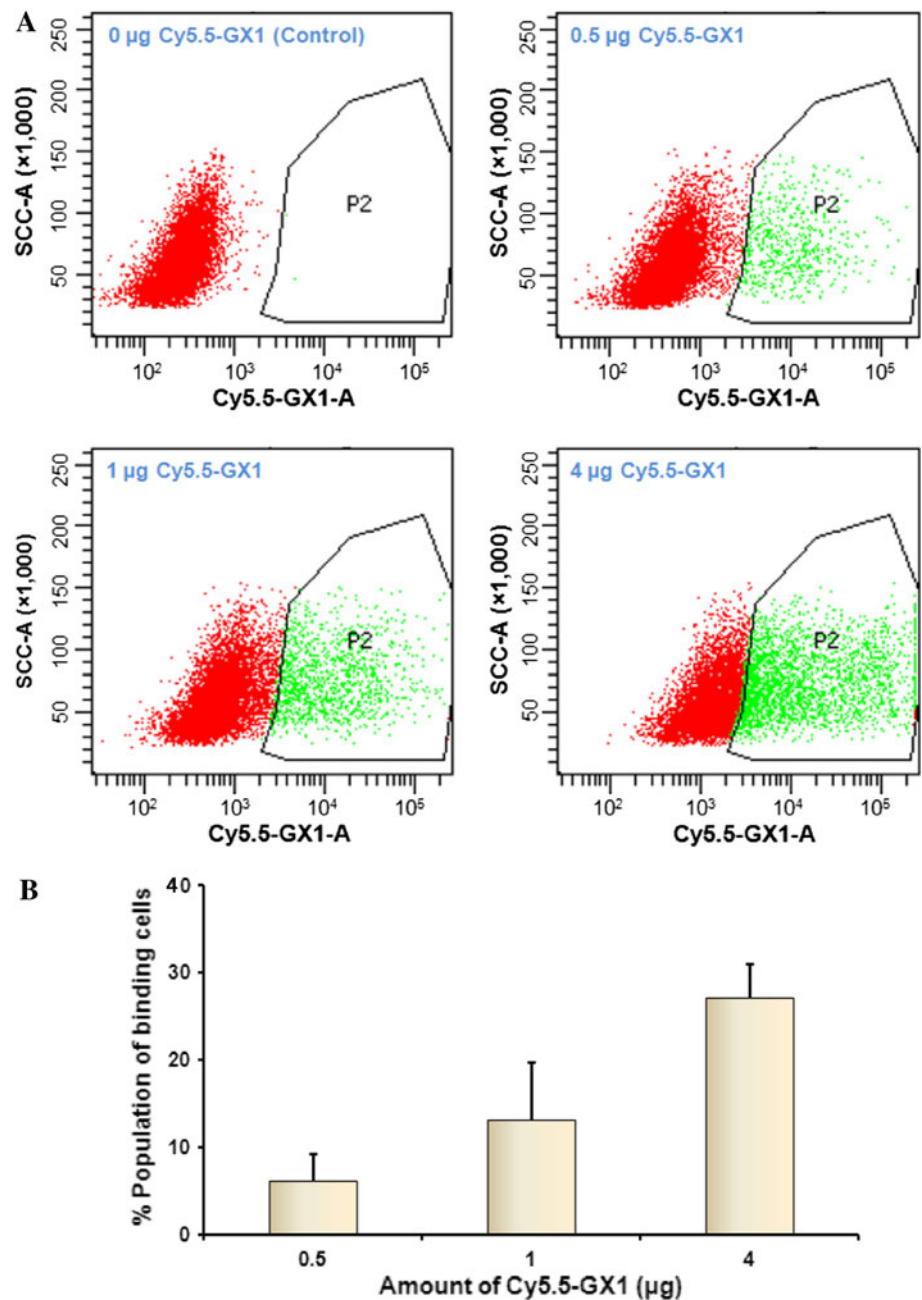 A
0 µg Cy5.5-GX1 (Control)
SCC-A (×1,000)
250
200
150
100
50
P2
10² 10³ 10⁴ 10⁵
Cy5.5-GX1-A
0.5 µg Cy5.5-GX1
SCC-A (×1,000)
250
200
150
100
50
P2
10² 10³ 10⁴ 10⁵
Cy5.5-GX1-A
1 µg Cy5.5-GX1
SCC-A (×1,000)
250
200
150
100
50
P2
10² 10³ 10⁴ 10⁵
Cy5.5-GX1-A
4 µg Cy5.5-GX1
SCC-A (×1,000)
250
200
150
100
50
P2
10² 10³ 10⁴ 10⁵
Cy5.5-GX1-A
B
% Population of binding cells
40
30
20
10
0
0.5 1 4
Amount of Cy5.5-GX1 (µg)